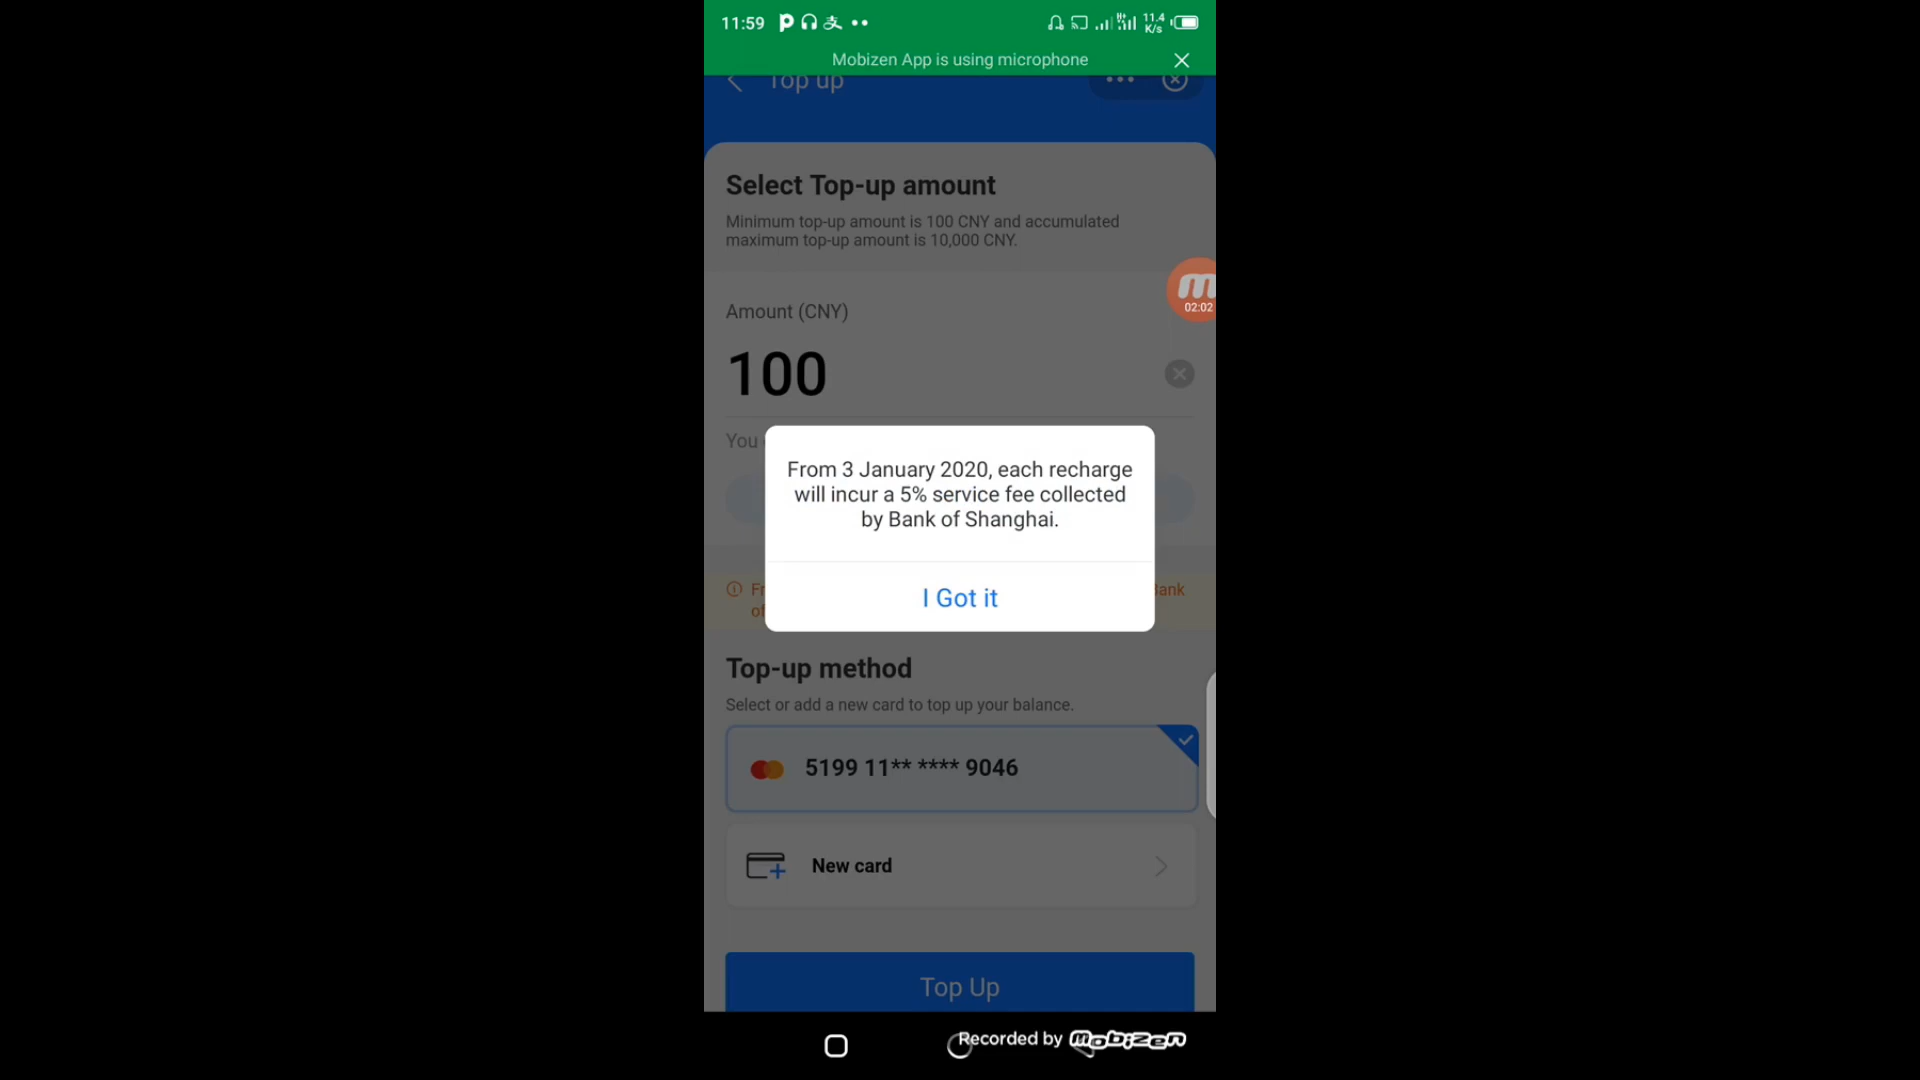 11:59
11.4
K/s
Mobizen App is using microphone
Top up
Select Top-up amount
Minimum top-up amount is 100 CNY and accumulated
maximum top-up amount is 10,000 CNY.
02:02
Amount (CNY)
100
You
From 3 January 2020, each recharge
will incur a 5% service fee collected
by Bank of Shanghai.
I Got it
Bank
Top-up method
Select or add a new card to top up your balance.
5199 11** **** 9046
New card
Top Up
Recorded by Mobizen